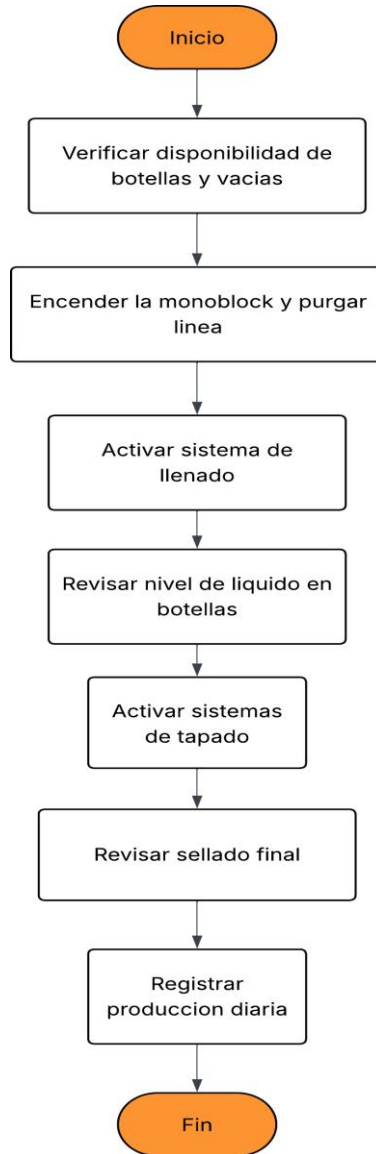 Inicio
Verificar disponibilidad de
botellas y vacias
Encender la monoblock y purgar
linea
Activar sistema de
llenado
Revisar nivel de liquido en
botellas
Activar sistemas
de tapado
Revisar sellado final
Registrar
produccion diaria
Fin